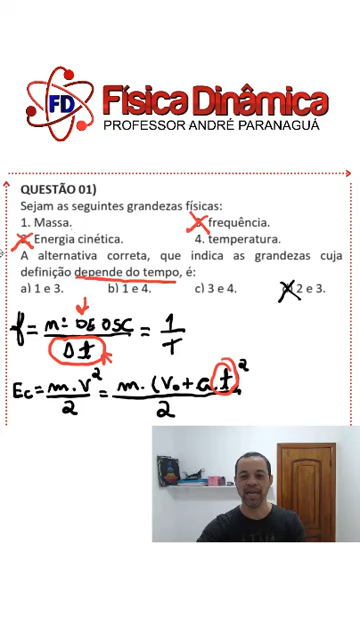 FD Física Dinâmica
PROFESSOR ANDRÉ PARANAGUÁ
QUESTÃO 01)
Sejam as seguintes grandezas físicas:
1. Massa. frequência.
Energia cinética. 4. temperatura.
A alternativa correta, que indica as grandezas cuja
definição depende do tempo, é:
a) 1 e 3. b) 1 e 4. c) 3 e 4. 2 e 3.
f = nº DE OSC / Δt = 1 / T
Ec = m.v² / 2 = m.(v₀ + a.t)² / 2